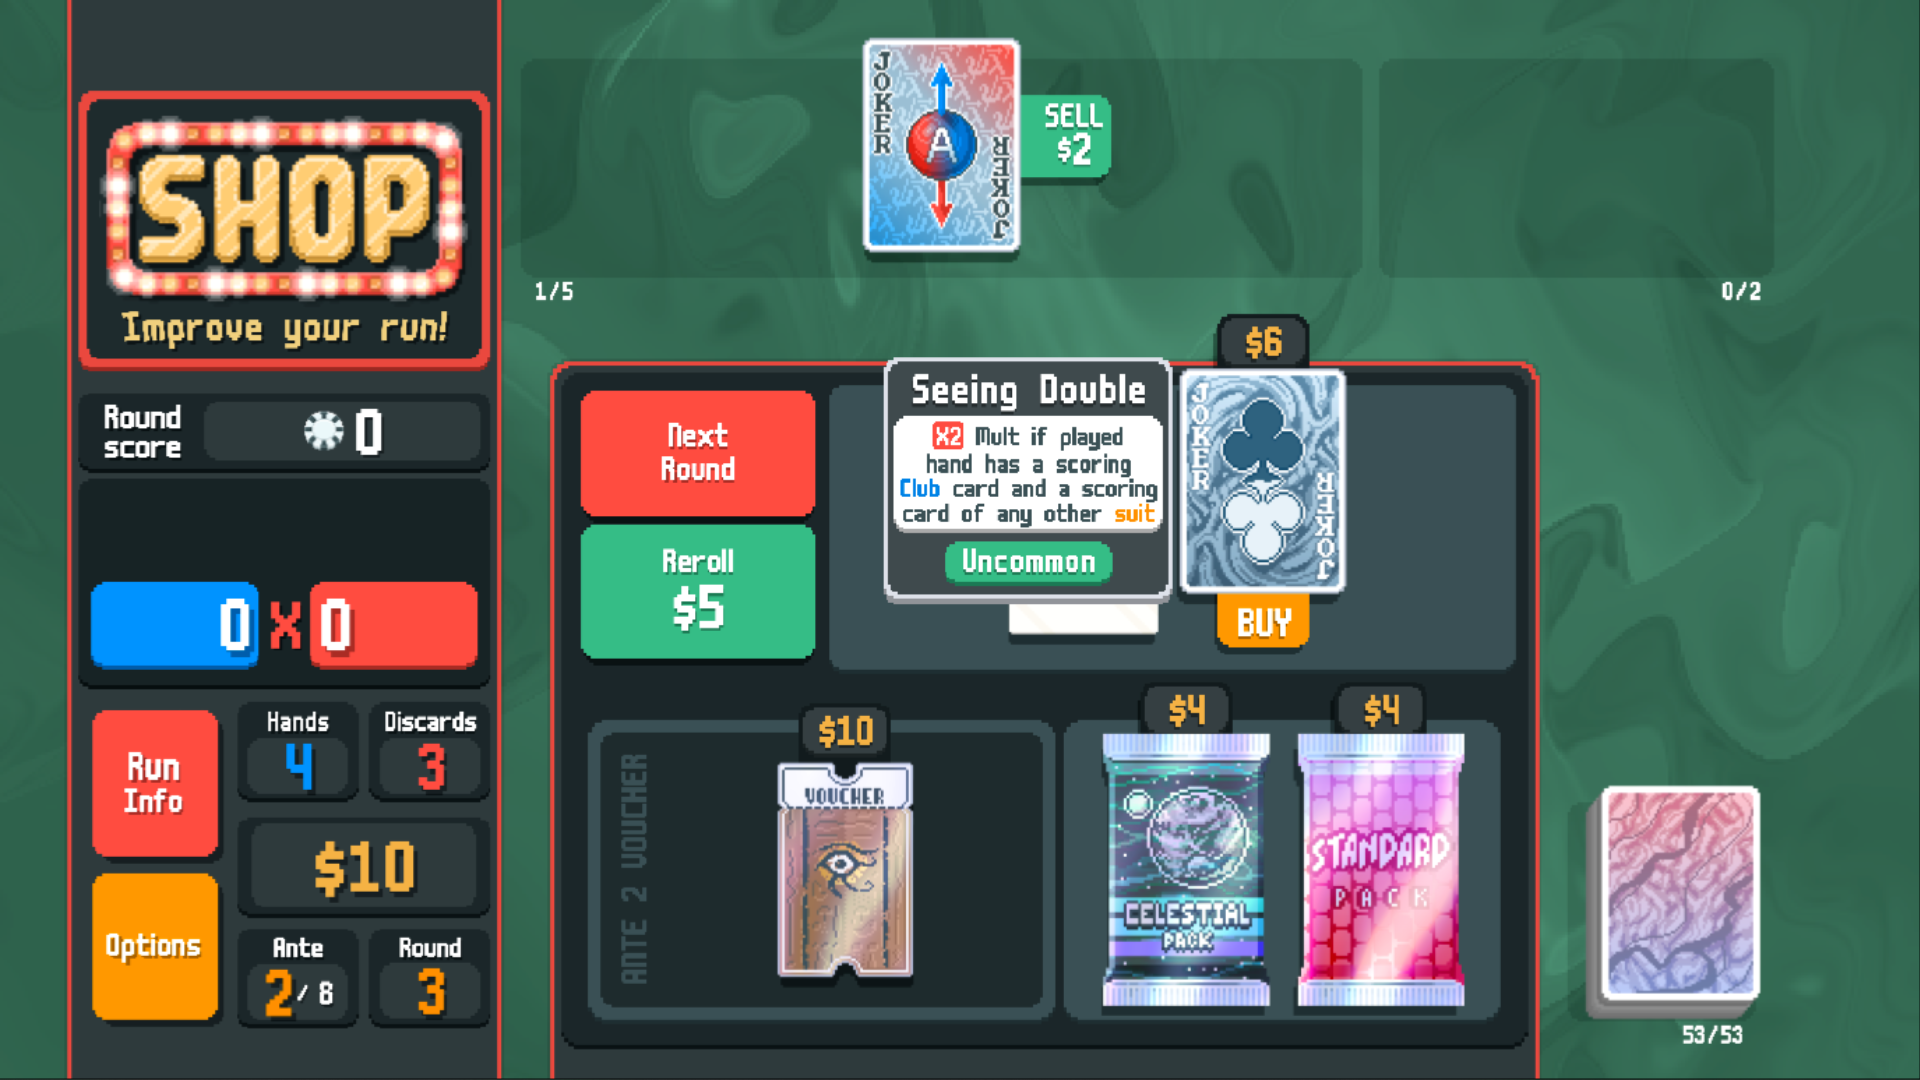 JOKER
A
JOKER
SELL
$2
SHOP
Improve your run!
1/5
0/2
$6
Round
score
0
Next
Round
Reroll
$5
Seeing Double
X2 Mult if played
hand has a scoring
Club card and a scoring
card of any other suit
Uncommon
JOKER
JOKER
BUY
0 X 0
Run
Info
Hands
4
Discards
3
$10
Options
Ante
2/8
Round
3
ANTE 2 VOUCHER
$10
VOUCHER
$4
CELESTIAL
PACK
$4
STANDARD
PACK
53/53